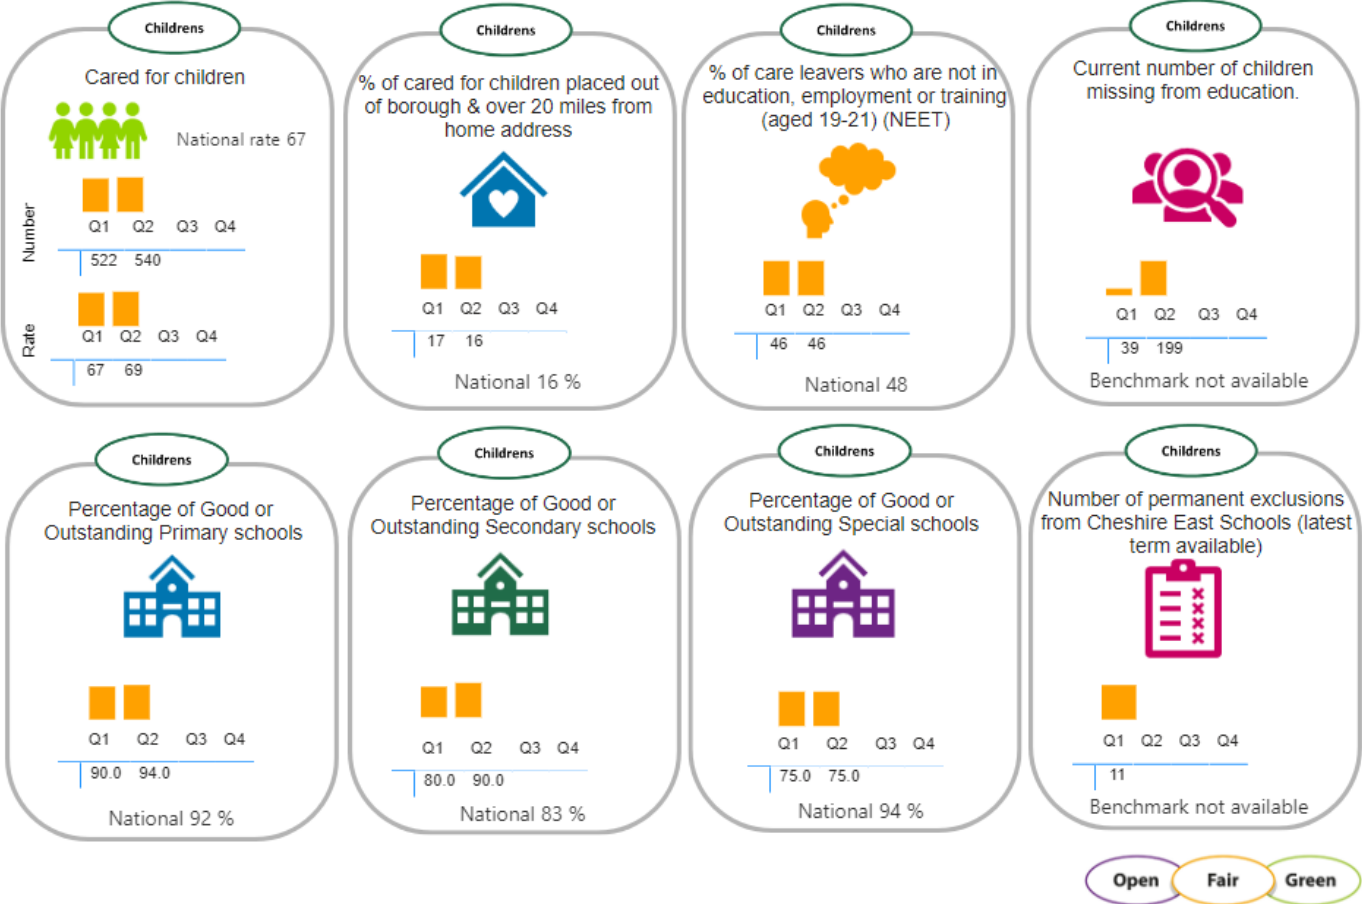 Childrens
Cared for children
National rate 67
Number
Q1 Q2 Q3 Q4
522 540
Rate
Q1 Q2 Q3 Q4
67 69
Childrens
% of cared for children placed out
of borough & over 20 miles from
home address
Q1 Q2 Q3 Q4
17 16
National 16 %
Childrens
% of care leavers who are not in
education, employment or training
(aged 19-21) (NEET)
Q1 Q2 Q3 Q4
46 46
National 48
Childrens
Current number of children
missing from education.
Q1 Q2 Q3 Q4
39 199
Benchmark not available
Childrens
Percentage of Good or
Outstanding Primary schools
Q1 Q2 Q3 Q4
90.0 94.0
National 92 %
Childrens
Percentage of Good or
Outstanding Secondary schools
Q1 Q2 Q3 Q4
80.0 90.0
National 83 %
Childrens
Percentage of Good or
Outstanding Special schools
Q1 Q2 Q3 Q4
75.0 75.0
National 94 %
Childrens
Number of permanent exclusions
from Cheshire East Schools (latest
term available)
Q1 Q2 Q3 Q4
11
Benchmark not available
Open Fair Green